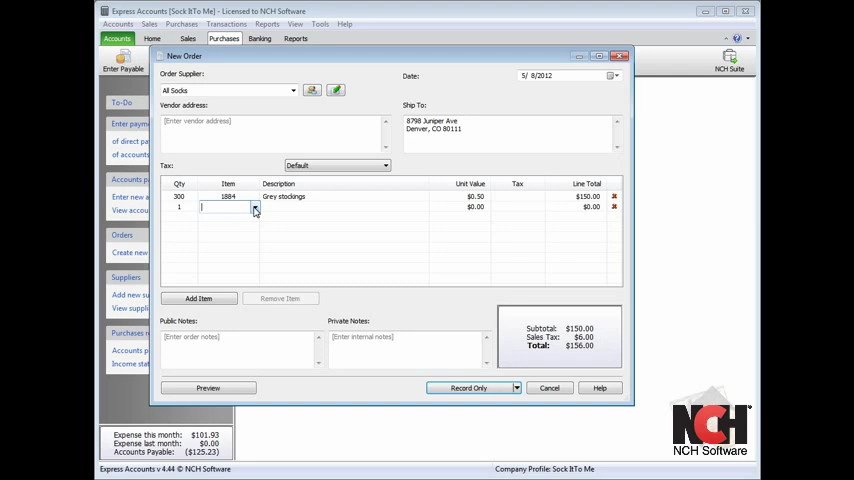 Express Accounts [Sock ItTo Me] - Licensed to NCH Software
Accounts Sales Purchases Transactions Reports View Tools Help
Accounts Home Sales Purchases Banking Reports
Enter Payable
NCH Suite
New Order
Order Supplier:
Date:
All Socks
5/ 8/2012
Vendor address:
Ship To:
[Enter vendor address]
8798 Juniper Ave
Denver, CO 80111
Tax:
Default
Qty Item Description Unit Value Tax Line Total
300 1884 Grey stockings $0.50 $150.00
1 $0.00 $0.00
Add Item
Remove Item
Subtotal: $150.00
Sales Tax: $6.00
Total: $156.00
Public Notes:
Private Notes:
[Enter order notes]
[Enter internal notes]
Preview
Record Only
Cancel
Help
To-Do
Enter paym
of direct pay
of accounts
Accounts pa
Enter new a
View accou
Orders
Create new
Suppliers
Add new su
View suppli
Purchases r
Accounts p
Income stat
Expense this month: $101.93
Expense last month: $0.00
Accounts Payable: ($125.23)
Express Accounts v 4.44 © NCH Software
Company Profile: Sock ItTo Me
NCH
NCH Software